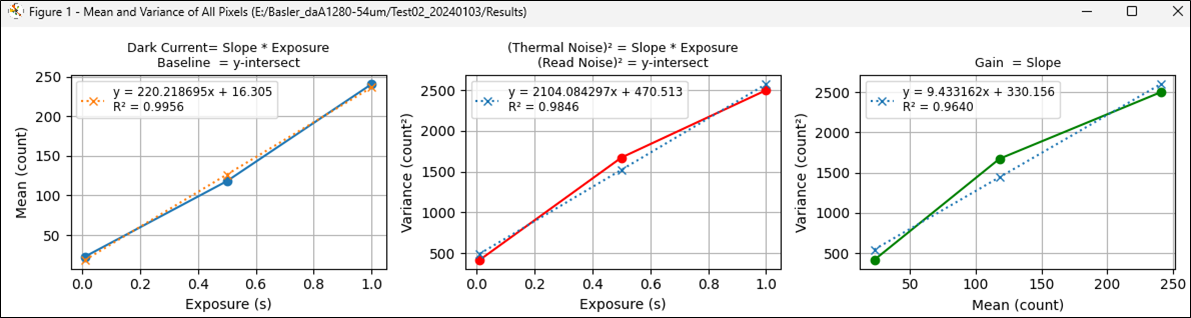 Figure 1 - Mean and Variance of All Pixels (E:/Basler_daA1280-54um/Test02_20240103/Results)
Dark Current= Slope * Exposure
Baseline  = y-intersect
y = 220.218695x + 16.305
R² = 0.9956
250
200
150
100
50
Mean (count)
0.0 0.2 0.4 0.6 0.8 1.0
Exposure (s)
(Thermal Noise)² = Slope * Exposure
(Read Noise)² = y-intersect
y = 2104.084297x + 470.513
R² = 0.9846
2500
2000
1500
1000
500
Variance (count²)
0.0 0.2 0.4 0.6 0.8 1.0
Exposure (s)
Gain  = Slope
y = 9.433162x + 330.156
R² = 0.9640
2500
2000
1500
1000
500
Variance (count²)
50 100 150 200 250
Mean (count)